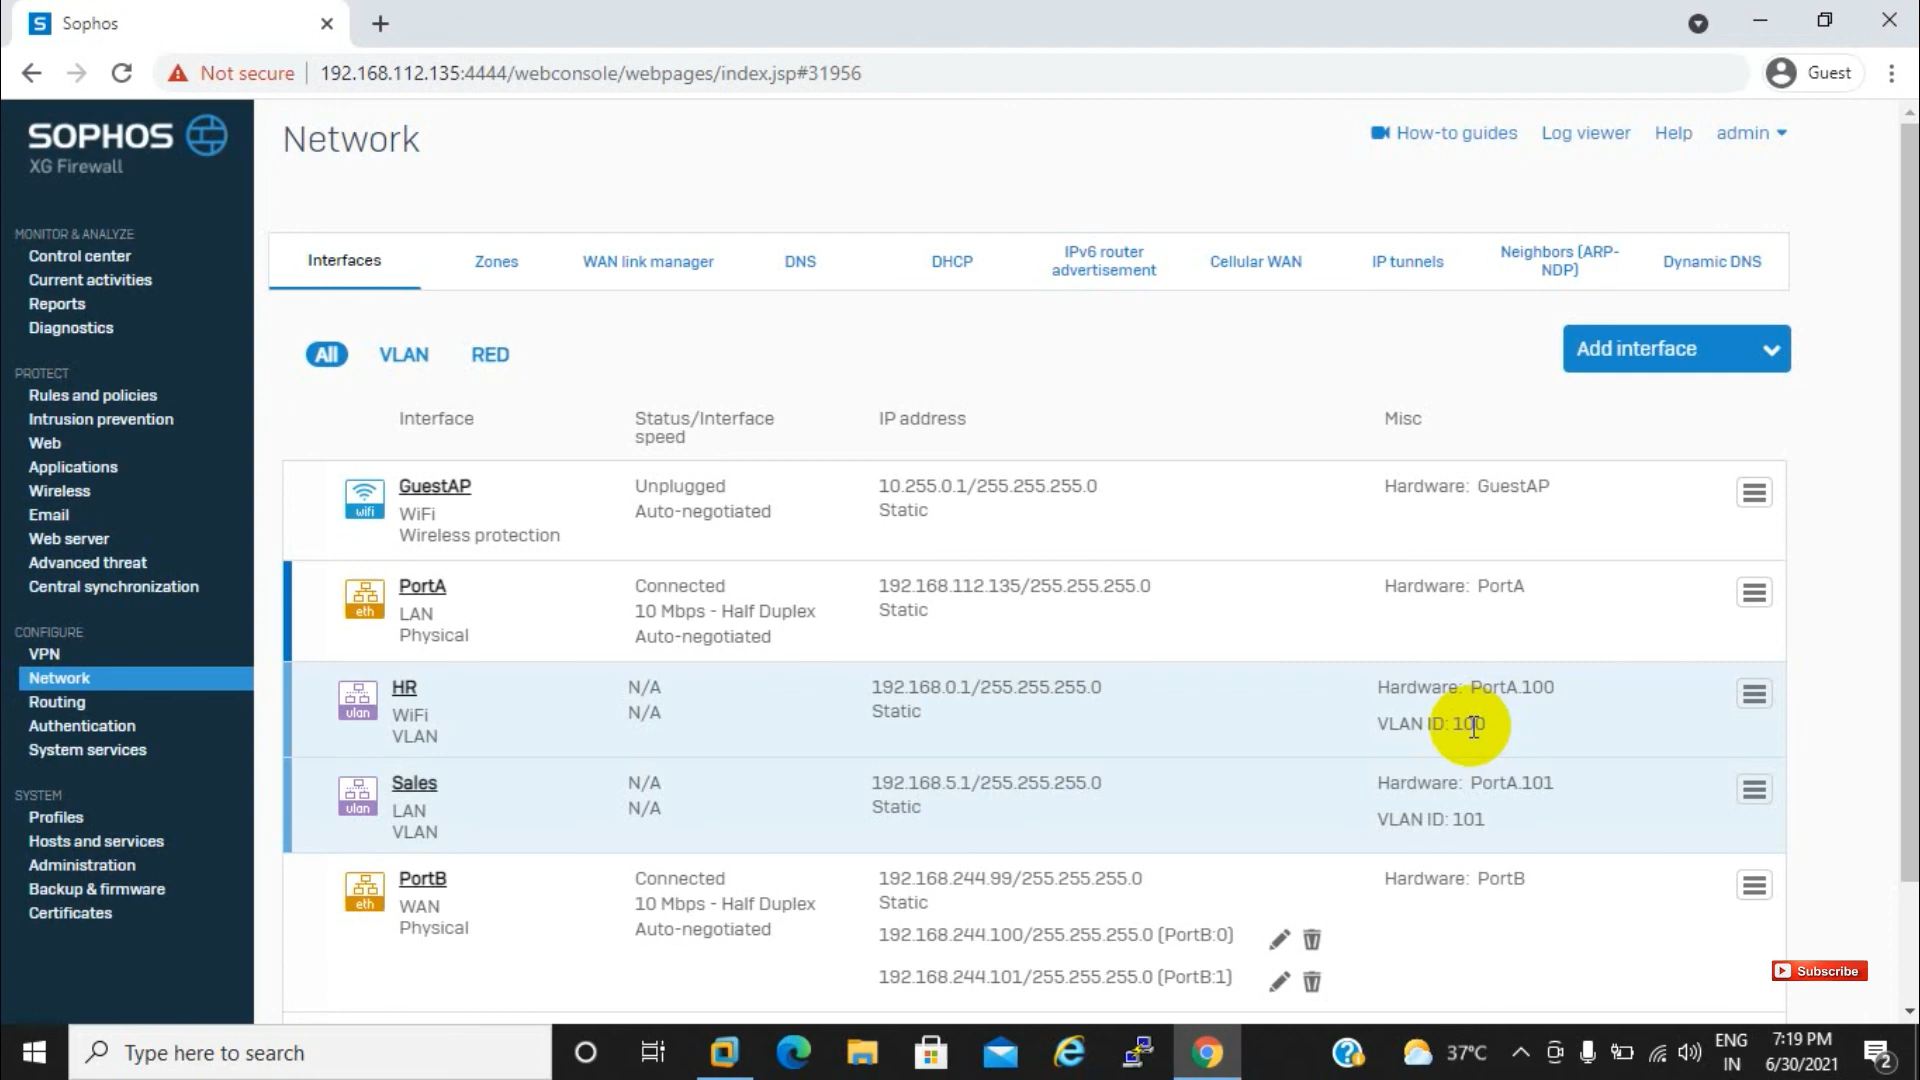 Sophos
Not secure 192.168.112.135:4444/webconsole/webpages/index.jsp#31956 Guest
SOPHOS
XG Firewall
MONITOR & ANALYZE
Control center
Current activities
Reports
Diagnostics
PROTECT
Rules and policies
Intrusion prevention
Web
Applications
Wireless
Email
Web server
Advanced threat
Central synchronization
CONFIGURE
VPN
Network
Routing
Authentication
System services
SYSTEM
Profiles
Hosts and services
Administration
Backup & firmware
Certificates
Network
How-to guides Log viewer Help admin
Interfaces Zones WAN link manager DNS DHCP IPv6 router advertisement Cellular WAN IP tunnels Neighbors (ARP-NDP) Dynamic DNS
All VLAN RED
Add interface
Interface Status/Interface speed IP address Misc
wifi GuestAP Unplugged 10.255.0.1/255.255.255.0 Hardware: GuestAP
WiFi Auto-negotiated Static
Wireless protection
eth PortA Connected 192.168.112.135/255.255.255.0 Hardware: PortA
LAN 10 Mbps - Half Duplex Static
Physical Auto-negotiated
vlan HR N/A 192.168.0.1/255.255.255.0 Hardware: PortA.100
WiFi N/A Static VLAN ID: 100
VLAN
vlan Sales N/A 192.168.5.1/255.255.255.0 Hardware: PortA.101
LAN N/A Static VLAN ID: 101
VLAN
eth PortB Connected 192.168.244.99/255.255.255.0 Hardware: PortB
WAN 10 Mbps - Half Duplex Static
Physical Auto-negotiated 192.168.244.100/255.255.255.0 (PortB:0)
192.168.244.101/255.255.255.0 (PortB:1)
Subscribe
Type here to search
37°C
ENG
IN
7:19 PM
6/30/2021
2